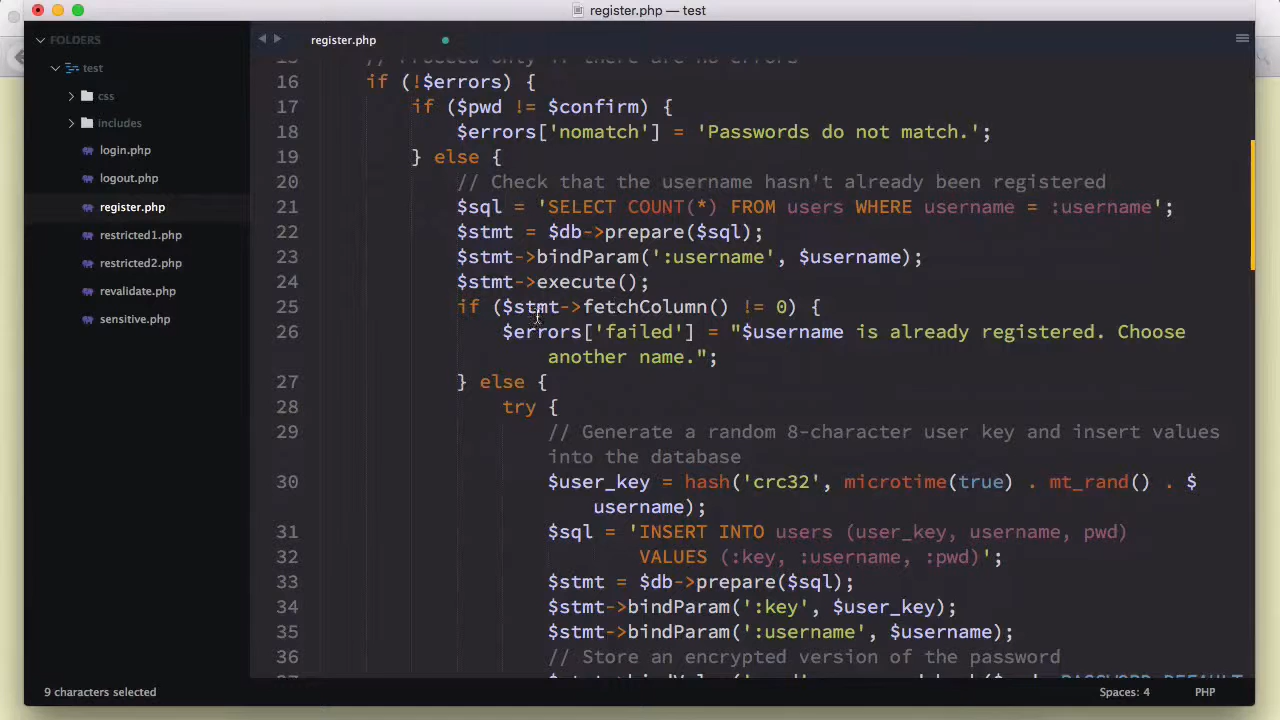 register.php — test
FOLDERS
test
css
includes
login.php
logout.php
register.php
restricted1.php
restricted2.php
revalidate.php
sensitive.php
register.php
15 // Proceed only if there are no errors
16 if (!$errors) {
17 if ($pwd != $confirm) {
18 $errors['nomatch'] = 'Passwords do not match.';
19 } else {
20 // Check that the username hasn't already been registered
21 $sql = 'SELECT COUNT(*) FROM users WHERE username = :username';
22 $stmt = $db->prepare($sql);
23 $stmt->bindParam(':username', $username);
24 $stmt->execute();
25 if ($stmt->fetchColumn() != 0) {
26 $errors['failed'] = "$username is already registered. Choose
another name.";
27 } else {
28 try {
29 // Generate a random 8-character user key and insert values
into the database
30 $user_key = hash('crc32', microtime(true) . mt_rand() . $
username);
31 $sql = 'INSERT INTO users (user_key, username, pwd)
32 VALUES (:key, :username, :pwd)';
33 $stmt = $db->prepare($sql);
34 $stmt->bindParam(':key', $user_key);
35 $stmt->bindParam(':username', $username);
36 // Store an encrypted version of the password
9 characters selected
Spaces: 4
PHP